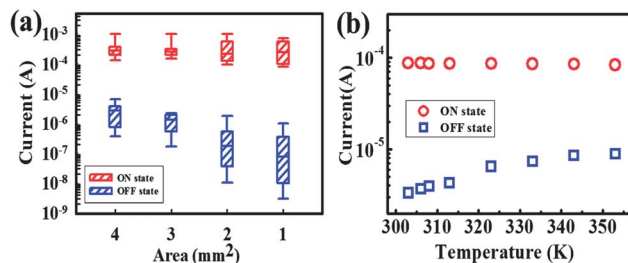 (a)
10⁻³
10⁻⁴
10⁻⁵
10⁻⁶
10⁻⁷
10⁻⁸
10⁻⁹
Current (A)
ON state
OFF state
4 3 2 1
Area (mm²)
(b)
10⁻⁴
10⁻⁵
Current(A)
ON state
OFF state
300 310 320 330 340 350
Temperature (K)